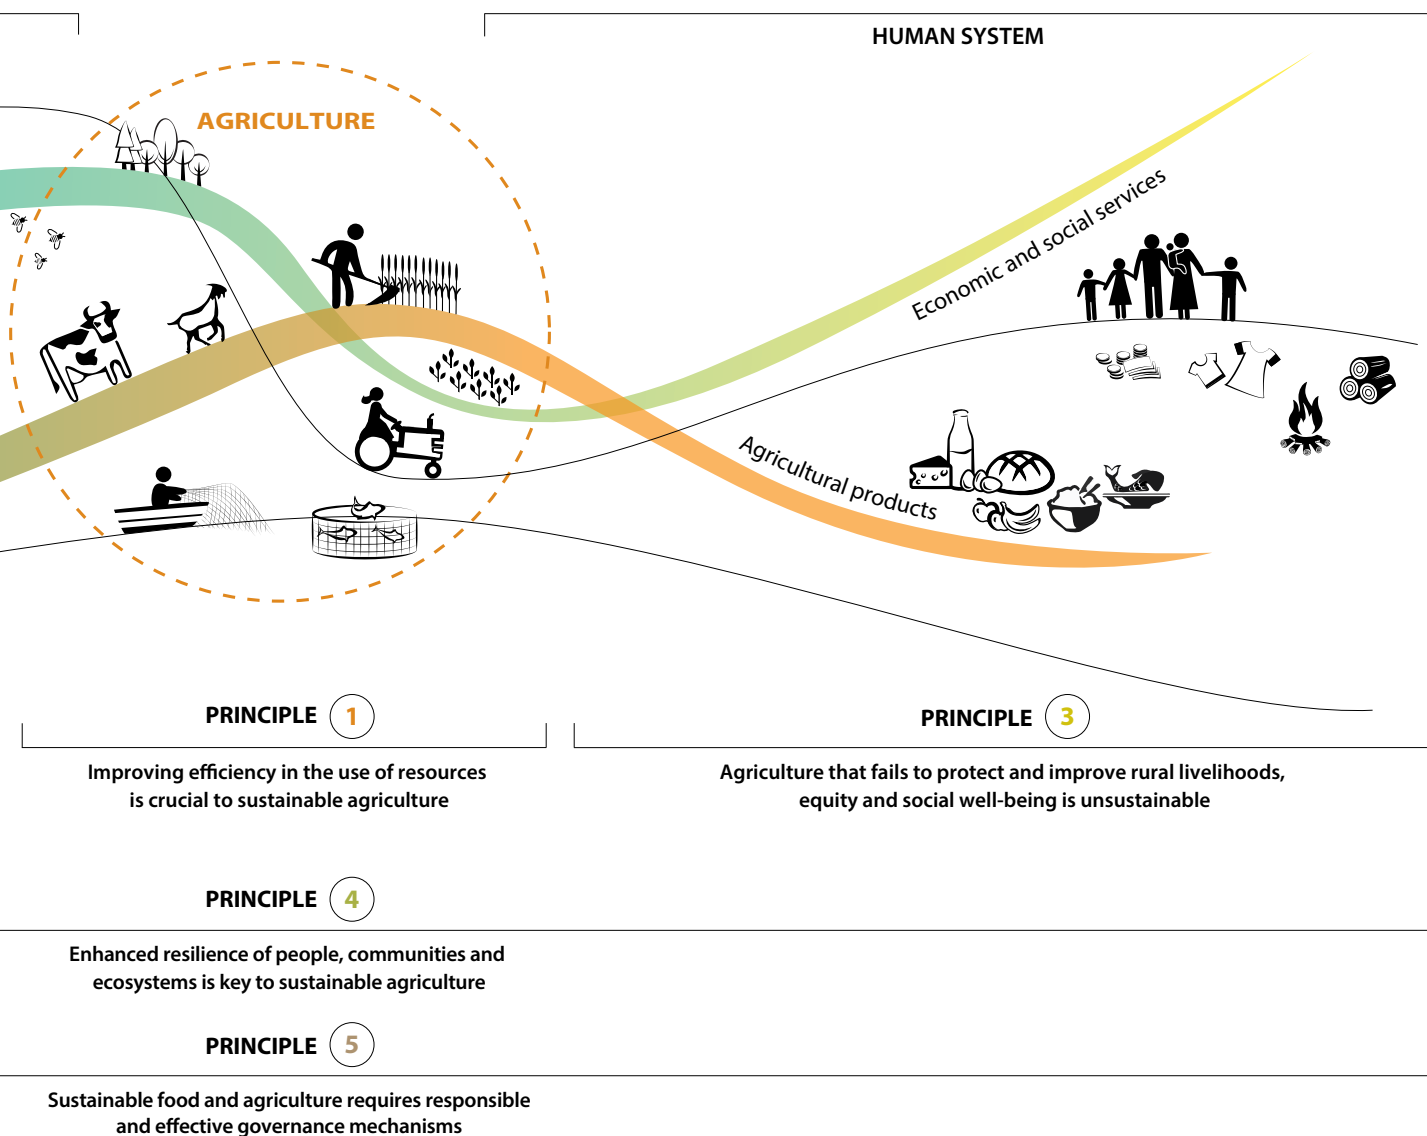 HUMAN SYSTEM
AGRICULTURE
Economic and social services
Agricultural products
PRINCIPLE 1
Improving efficiency in the use of resources
is crucial to sustainable agriculture
PRINCIPLE 3
Agriculture that fails to protect and improve rural livelihoods,
equity and social well-being is unsustainable
PRINCIPLE 4
Enhanced resilience of people, communities and
ecosystems is key to sustainable agriculture
PRINCIPLE 5
Sustainable food and agriculture requires responsible
and effective governance mechanisms